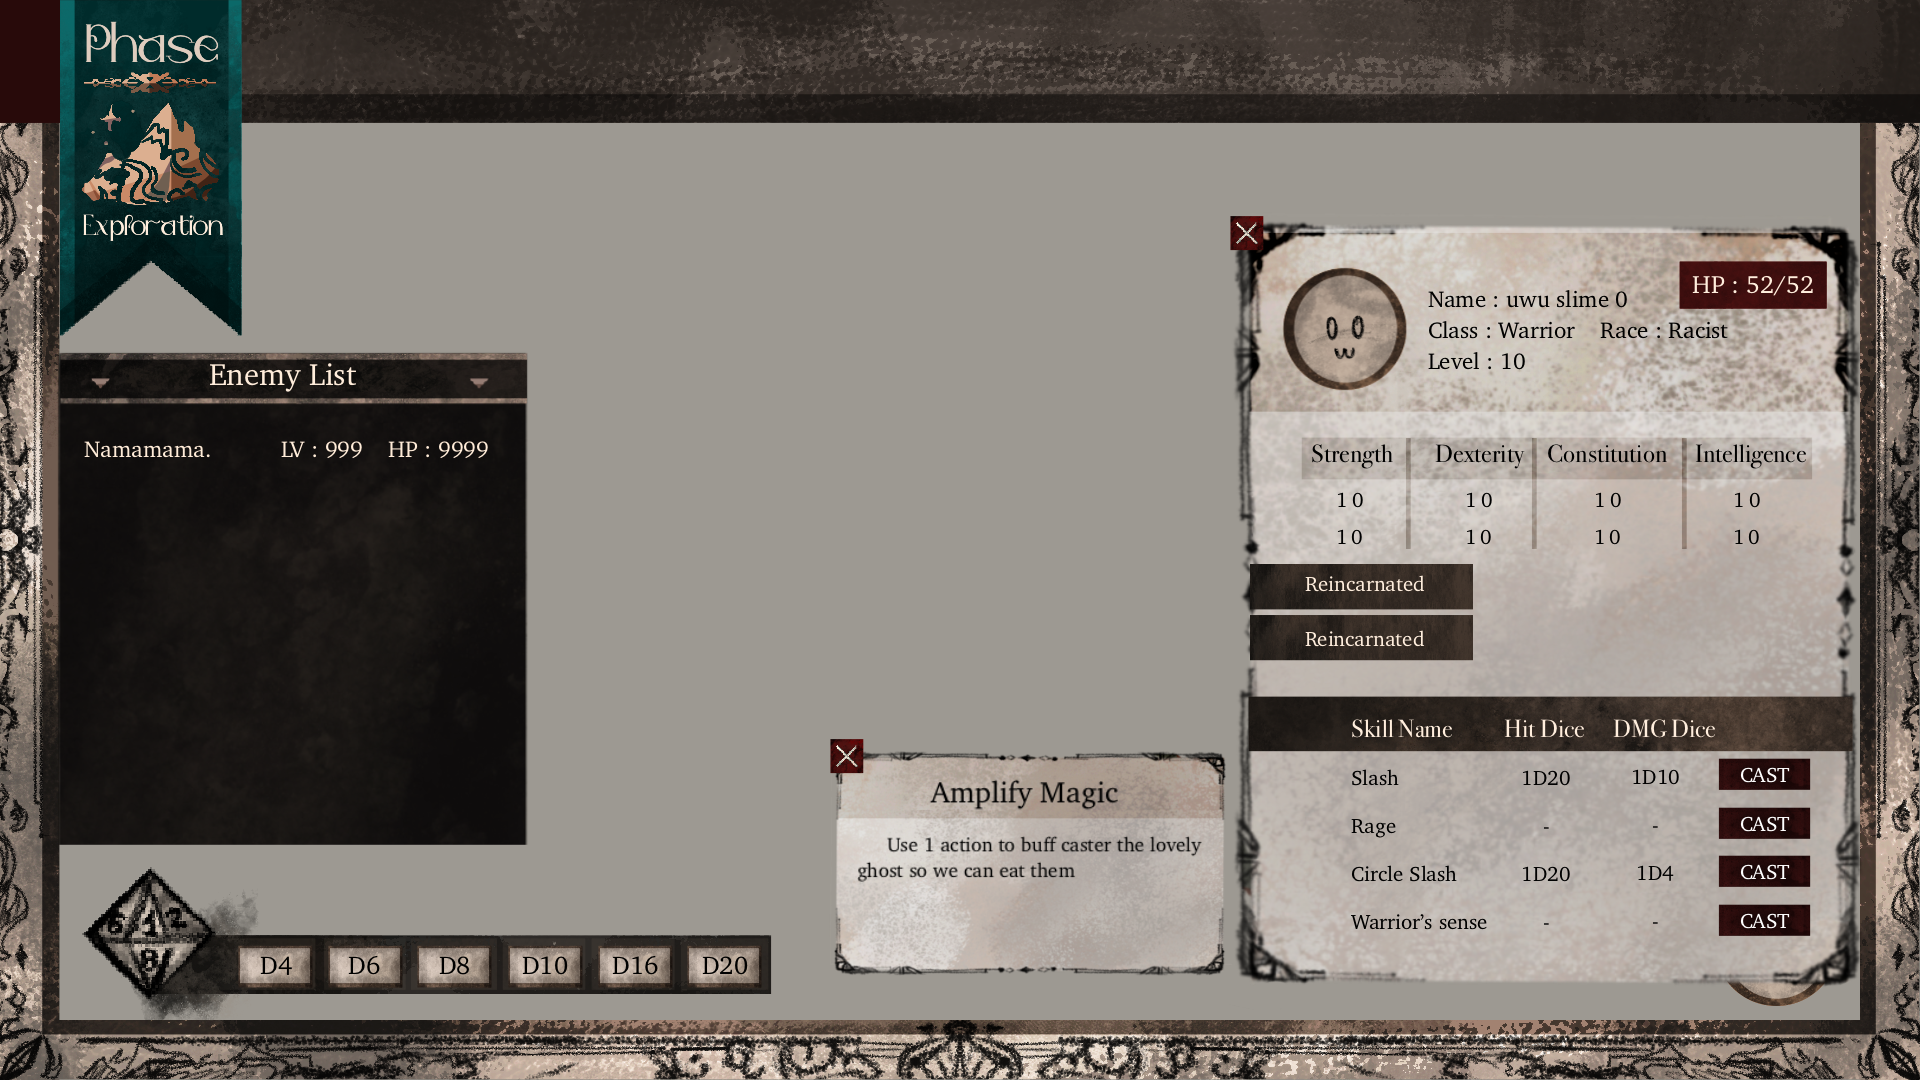 Phase
Exploration
Enemy List
Namamama. LV : 999 HP : 9999
6 1 2
8
D4 D6 D8 D10 D16 D20
Amplify Magic
Use 1 action to buff caster the lovely
ghost so we can eat them
HP : 52/52
Name : uwu slime 0
Class : Warrior Race : Racist
Level : 10
Strength Dexterity Constitution Intelligence
10 10 10 10
10 10 10 10
Reincarnated
Reincarnated
Skill Name Hit Dice DMG Dice
Slash 1D20 1D10 CAST
Rage - - CAST
Circle Slash 1D20 1D4 CAST
Warrior's sense - - CAST